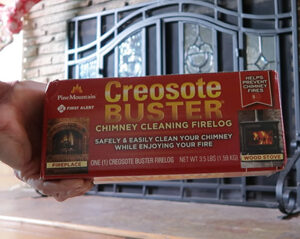 Pine Mountain
FIRST ALERT
Creosote
BUSTER
CHIMNEY CLEANING FIRELOG
SAFELY & EASILY CLEAN YOUR CHIMNEY
WHILE ENJOYING YOUR FIRE
HELPS
PREVENT
CHIMNEY
FIRES
FIREPLACE
ONE (1) CREOSOTE BUSTER FIRELOG
NET WT 3.5 LBS (1.59 KG)
WOOD STOVE